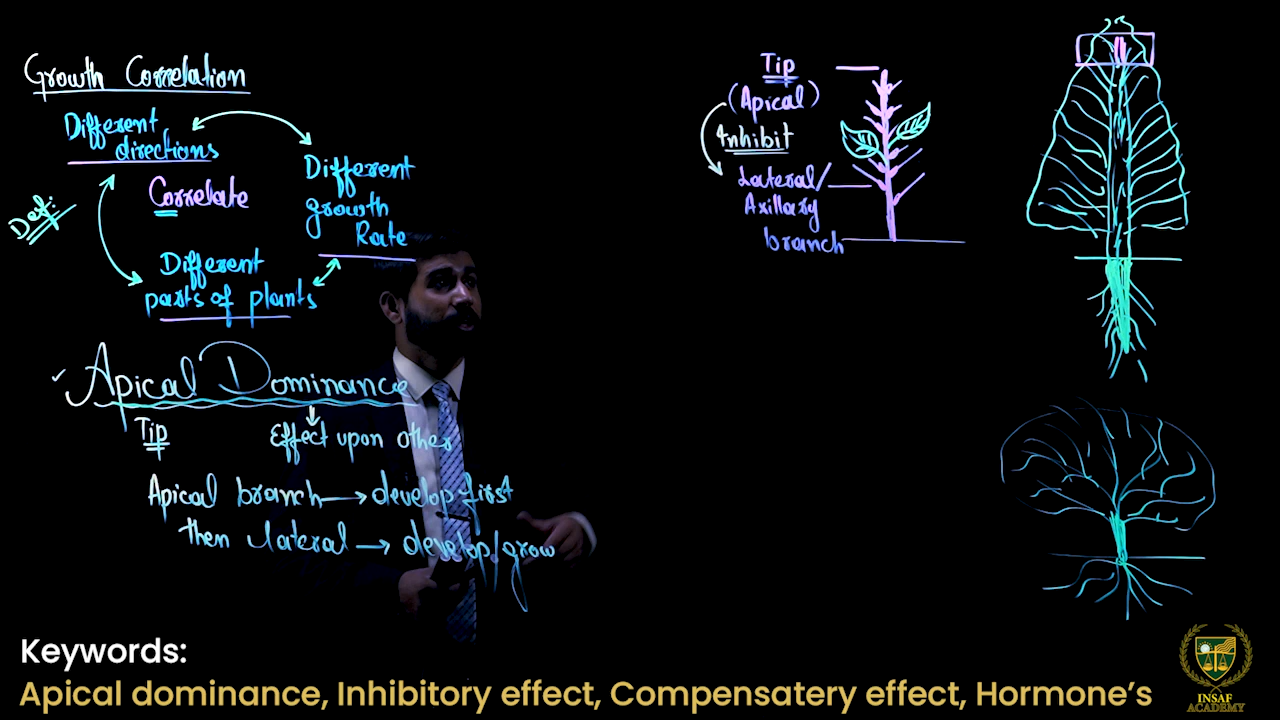 Growth Correlation
Different
directions
Correlate
Def:
Different
growth
Rate
Different
parts of plants
Apical Dominance
Tip
Effect upon other
Apical branch → develop first
then lateral → develop/grow
Tip
(Apical)
Inhibit
Lateral/
Axillary
branch
Keywords:
Apical dominance, Inhibitory effect, Compensatery effect, Hormone's
INSAF
ACADEMY